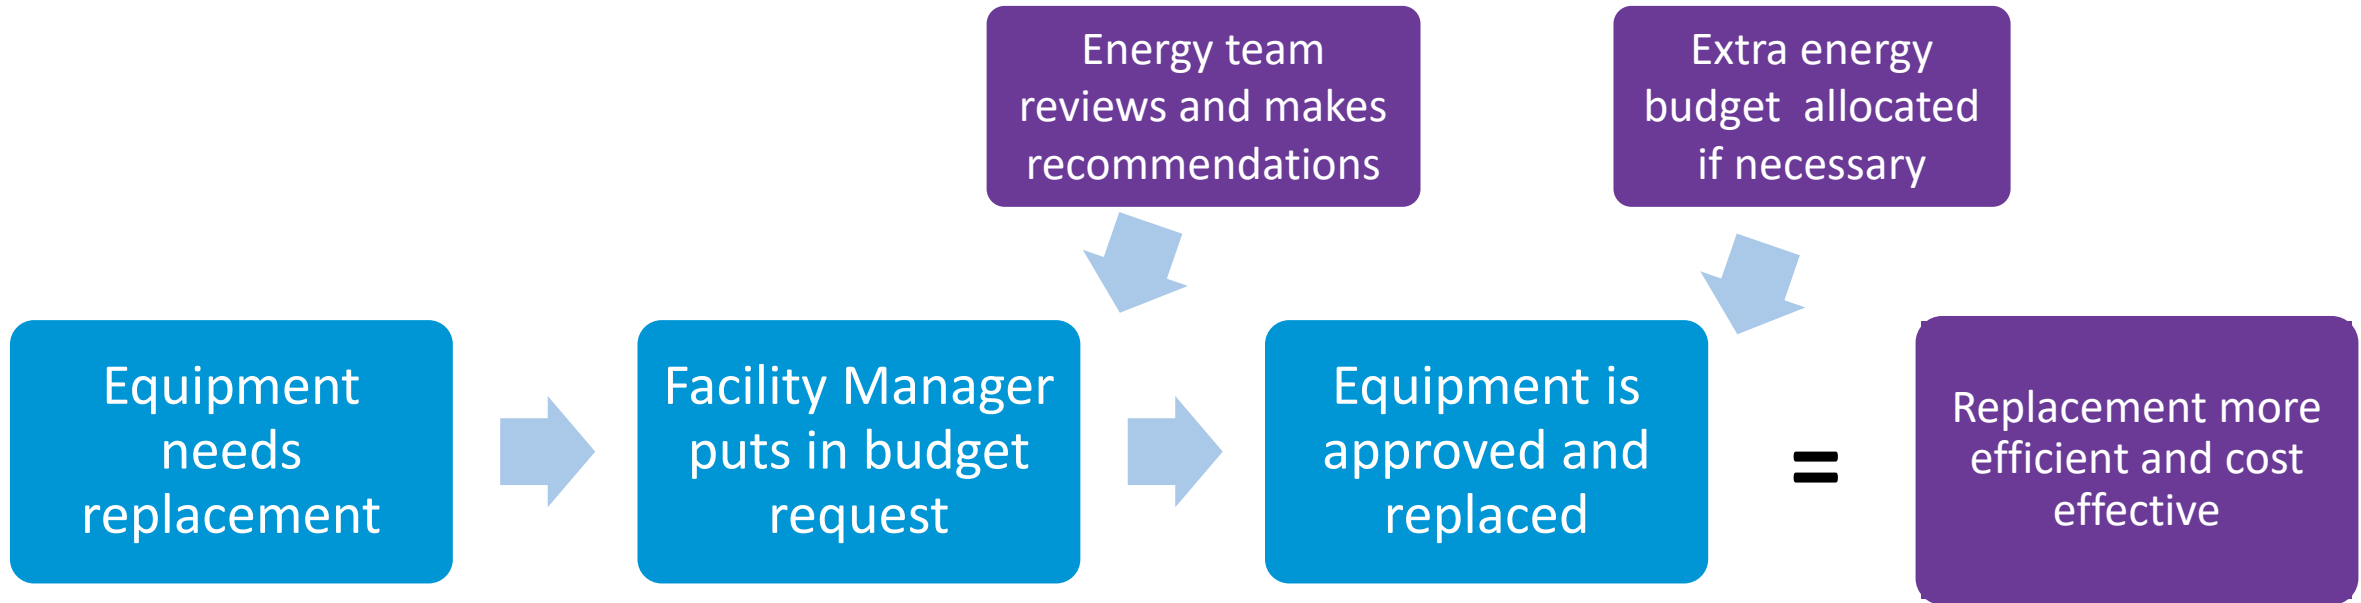 Energy team
reviews and makes
recommendations
Extra energy
budget  allocated
if necessary
Equipment
needs
replacement
Facility Manager
puts in budget
request
Equipment is
approved and
replaced
=
Replacement more
efficient and cost
effective